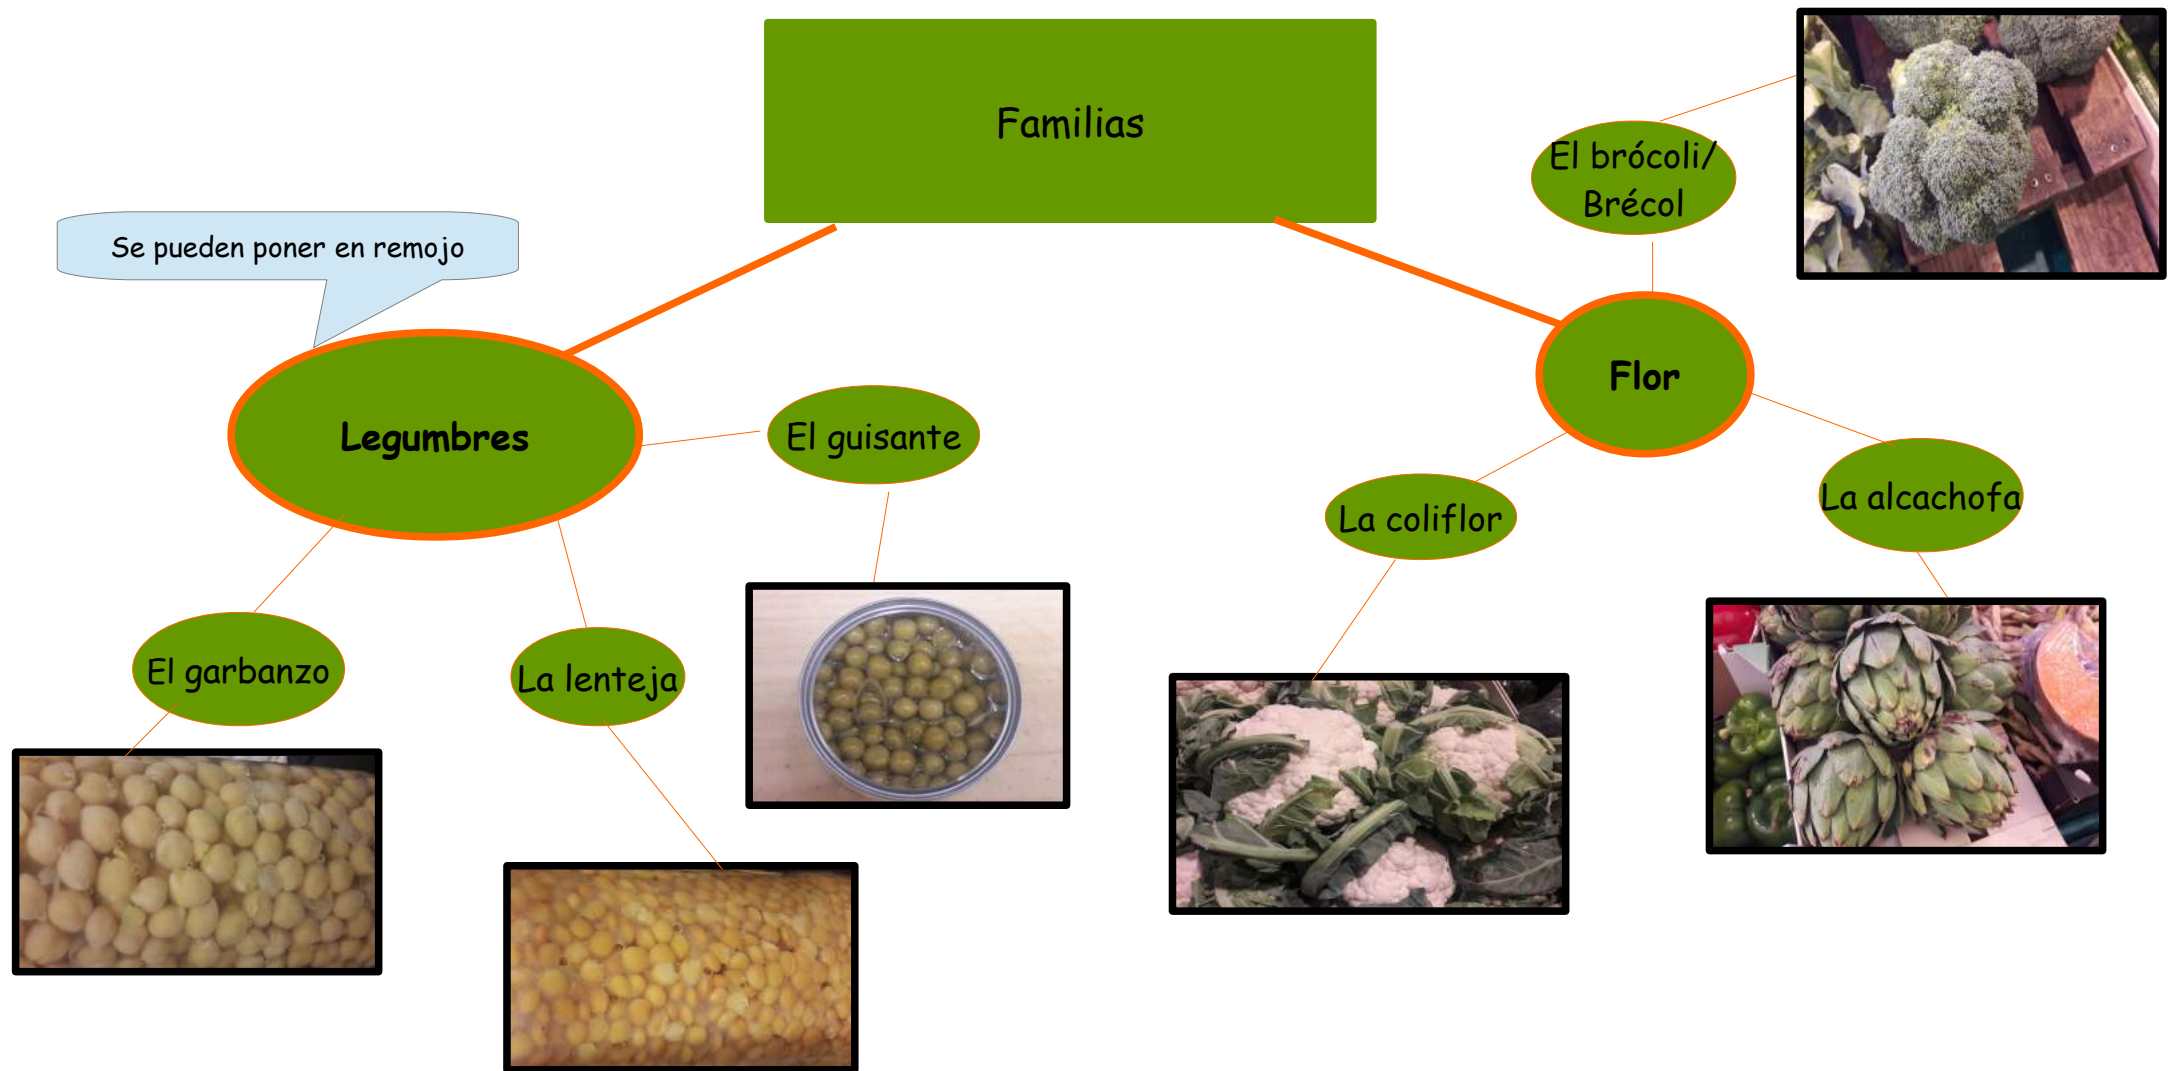 Familias
El brócoli/
Brécol
Se pueden poner en remojo
Flor
Legumbres
El guisante
La coliflor
La alcachofa
El garbanzo
La lenteja